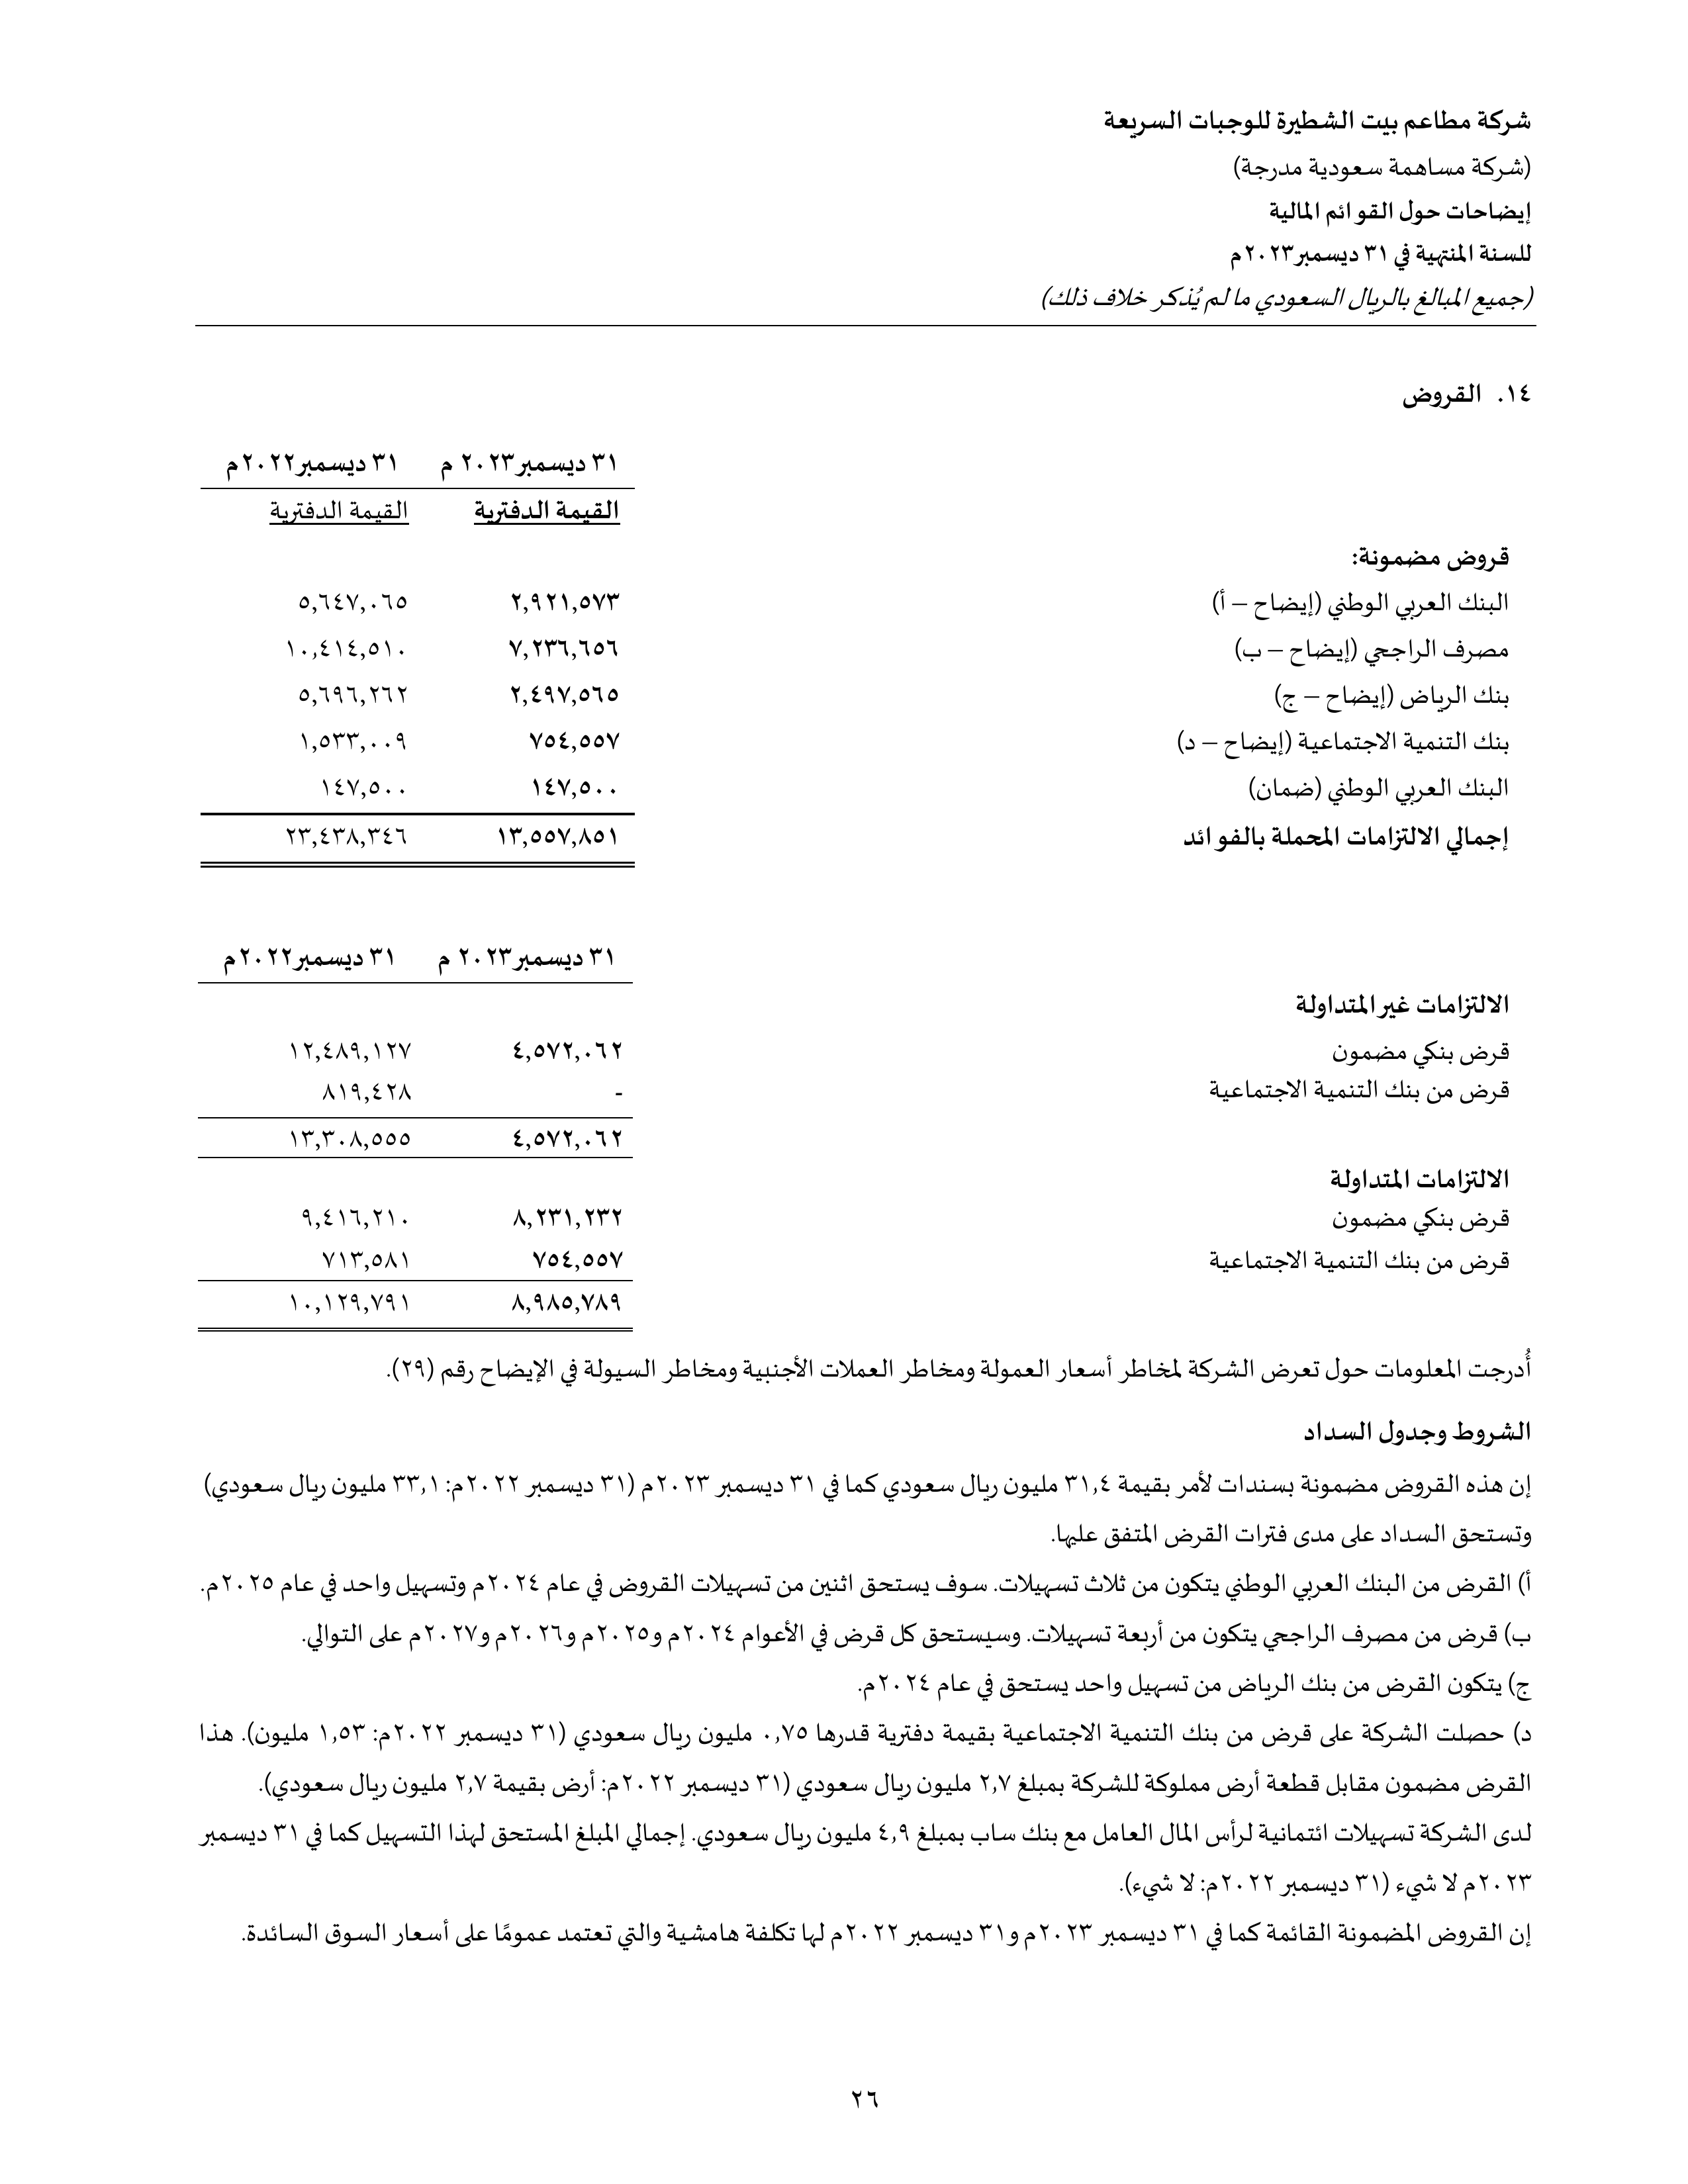 شركة مطاعم بيت الشطيرة للوجبات السريعة
(شركة مساهمة سعودية مدرجة)
إيضاحات حول القوائم المالية
للسنة المنتهية في ٣١ ديسمبر ٢٠٢٣م
(جميع المبالغ بالريال السعودي ما لم يُذكر خلاف ذلك)
١٤. القروض
٣١ ديسمبر ٢٠٢٣ م ٣١ ديسمبر ٢٠٢٢م
القيمة الدفترية القيمة الدفترية
قروض مضمونة:
البنك العربي الوطني (إيضاح – أ) ٢,٩٢١,٥٧٣ ٥,٦٤٧,٠٦٥
مصرف الراجحي (إيضاح – ب) ٧,٢٣٦,٦٥٦ ١٠,٤١٤,٥١٠
بنك الرياض (إيضاح – ج) ٢,٤٩٧,٥٦٥ ٥,٦٩٦,٢٦٢
بنك التنمية الاجتماعية (إيضاح – د) ٧٥٤,٥٥٧ ١,٥٣٣,٠٠٩
البنك العربي الوطني (ضمان) ١٤٧,٥٠٠ ١٤٧,٥٠٠
إجمالي الالتزامات المحملة بالفوائد ١٣,٥٥٧,٨٥١ ٢٣,٤٣٨,٣٤٦
٣١ ديسمبر ٢٠٢٣ م ٣١ ديسمبر ٢٠٢٢م
الالتزامات غير المتداولة
قرض بنكي مضمون ٤,٥٧٢,٠٦٢ ١٢,٤٨٩,١٢٧
قرض من بنك التنمية الاجتماعية - ٨١٩,٤٢٨
٤,٥٧٢,٠٦٢ ١٣,٣٠٨,٥٥٥
الالتزامات المتداولة
قرض بنكي مضمون ٨,٢٣١,٢٣٢ ٩,٤١٦,٢١٠
قرض من بنك التنمية الاجتماعية ٧٥٤,٥٥٧ ٧١٣,٥٨١
٨,٩٨٥,٧٨٩ ١٠,١٢٩,٧٩١
أُدرجت المعلومات حول تعرض الشركة لمخاطر أسعار العمولة ومخاطر العملات الأجنبية ومخاطر السيولة في الإيضاح رقم (٢٩).
الشروط وجدول السداد
إن هذه القروض مضمونة بسندات لأمر بقيمة ٣١,٤ مليون ريال سعودي كما في ٣١ ديسمبر ٢٠٢٣م (٣١ ديسمبر ٢٠٢٢م: ٣٣,١ مليون ريال سعودي)
وتستحق السداد على مدى فترات القرض المتفق عليها.
أ) القرض من البنك العربي الوطني يتكون من ثلاث تسهيلات. سوف يستحق اثنين من تسهيلات القروض في عام ٢٠٢٤م وتسهيل واحد في عام ٢٠٢٥م.
ب) قرض من مصرف الراجحي يتكون من أربعة تسهيلات. وسيستحق كل قرض في الأعوام ٢٠٢٤م و٢٠٢٥م و٢٠٢٦م و٢٠٢٧م على التوالي.
ج) يتكون القرض من بنك الرياض من تسهيل واحد يستحق في عام ٢٠٢٤م.
د) حصلت الشركة على قرض من بنك التنمية الاجتماعية بقيمة دفترية قدرها ٠,٧٥ مليون ريال سعودي (٣١ ديسمبر ٢٠٢٢م: ١,٥٣ مليون). هذا
القرض مضمون مقابل قطعة أرض مملوكة للشركة بمبلغ ٢,٧ مليون ريال سعودي (٣١ ديسمبر ٢٠٢٢م: أرض بقيمة ٢,٧ مليون ريال سعودي).
لدى الشركة تسهيلات ائتمانية لرأس المال العامل مع بنك ساب بمبلغ ٤,٩ مليون ريال سعودي. إجمالي المبلغ المستحق لهذا التسهيل كما في ٣١ ديسمبر
٢٠٢٣م لا شيء (٣١ ديسمبر ٢٠٢٢م: لا شيء).
إن القروض المضمونة القائمة كما في ٣١ ديسمبر ٢٠٢٣م و٣١ ديسمبر ٢٠٢٢م لها تكلفة هامشية والتي تعتمد عمومًا على أسعار السوق السائدة.
٢٦